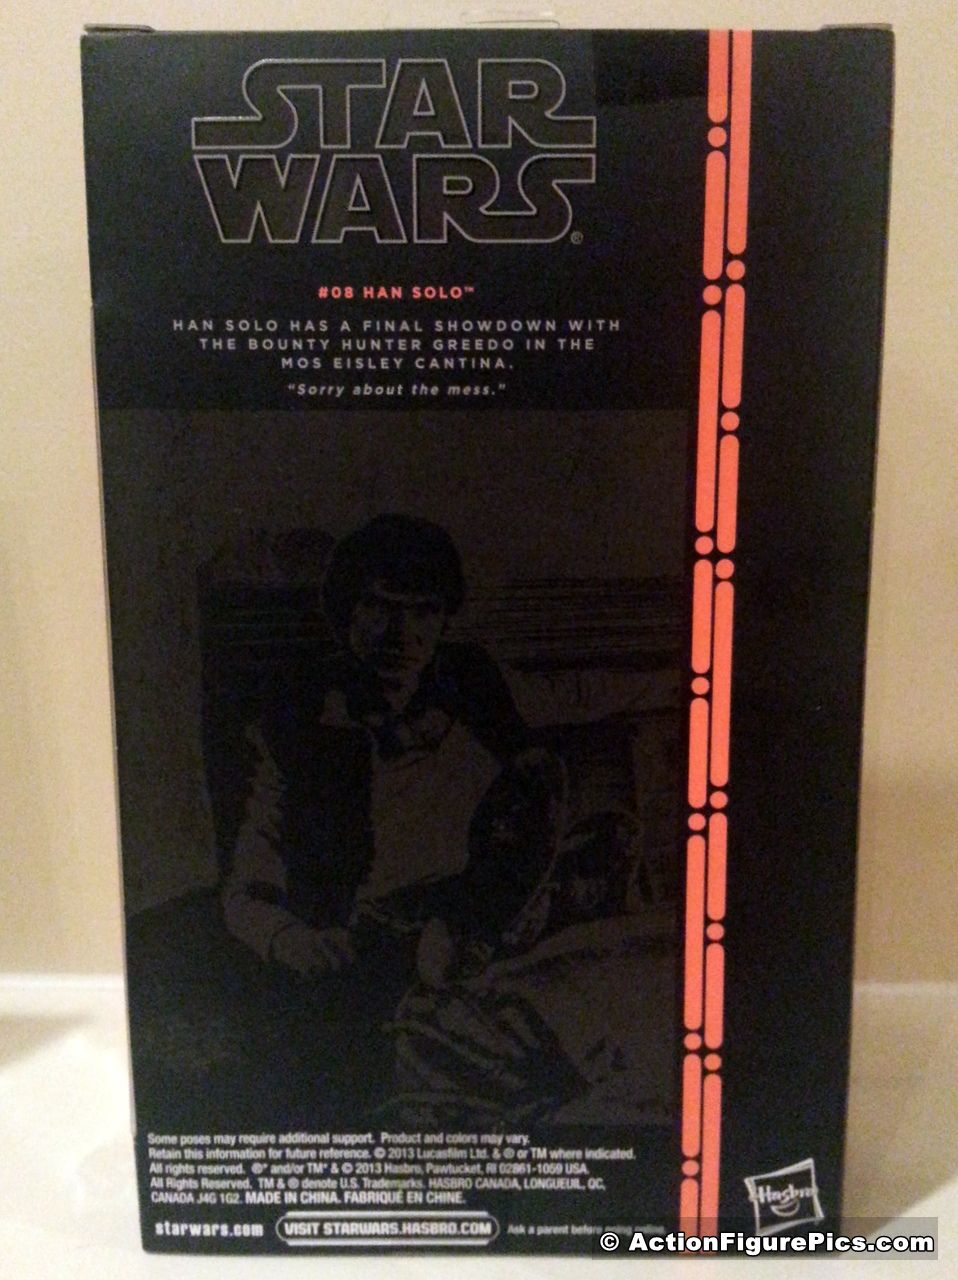 STAR
WARS®
#08 HAN SOLO™
HAN SOLO HAS A FINAL SHOWDOWN WITH
THE BOUNTY HUNTER GREEDO IN THE
MOS EISLEY CANTINA.
"Sorry about the mess."
Some poses may require additional support. Product and colors may vary.
Retain this information for future reference. © 2013 Lucasfilm Ltd. & ® or TM where indicated.
All rights reserved. ®* and/or TM* & © 2013 Hasbro, Pawtucket, RI 02861-1059 USA.
All Rights Reserved. TM & ® denote U.S. Trademarks. HASBRO CANADA, LONGUEUIL, QC,
CANADA J4G 1G2. MADE IN CHINA. FABRIQUÉ EN CHINE.
starwars.com VISIT STARWARS.HASBRO.COM Ask a parent before going online.
Hasbro
© ActionFigurePics.com